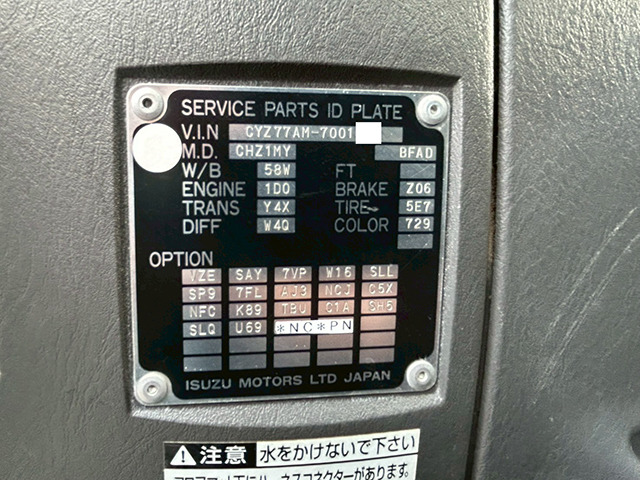 SERVICE PARTS ID PLATE
V.I.N CYZ77AM-7001
M.D. CHZ1MY BFAD
W/B 58W FT
ENGINE 1D0 BRAKE Z06
TRANS Y4X TIRE 5E7
DIFF W4Q COLOR 729
OPTION
VZE SAY 7VP W16 SLL
SP9 7FL AJ3 NCJ C5X
NFC K89 TBU C1A SH5
SLQ U69 *NC*PN
ISUZU MOTORS LTD JAPAN
注意 水をかけないで下さい